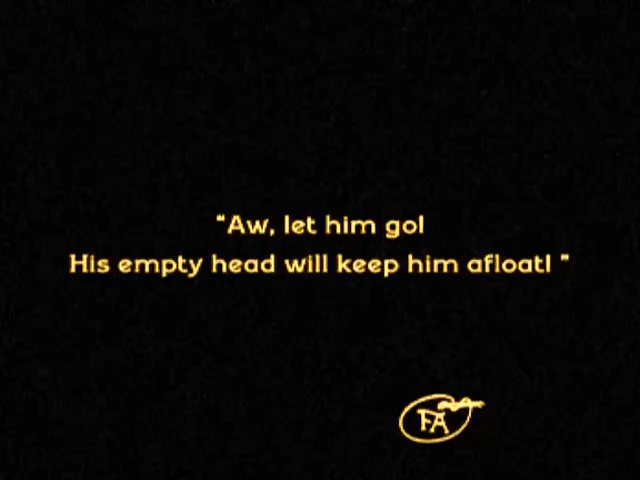 “Aw, let him go!
His empty head will keep him afloat! ”
FA